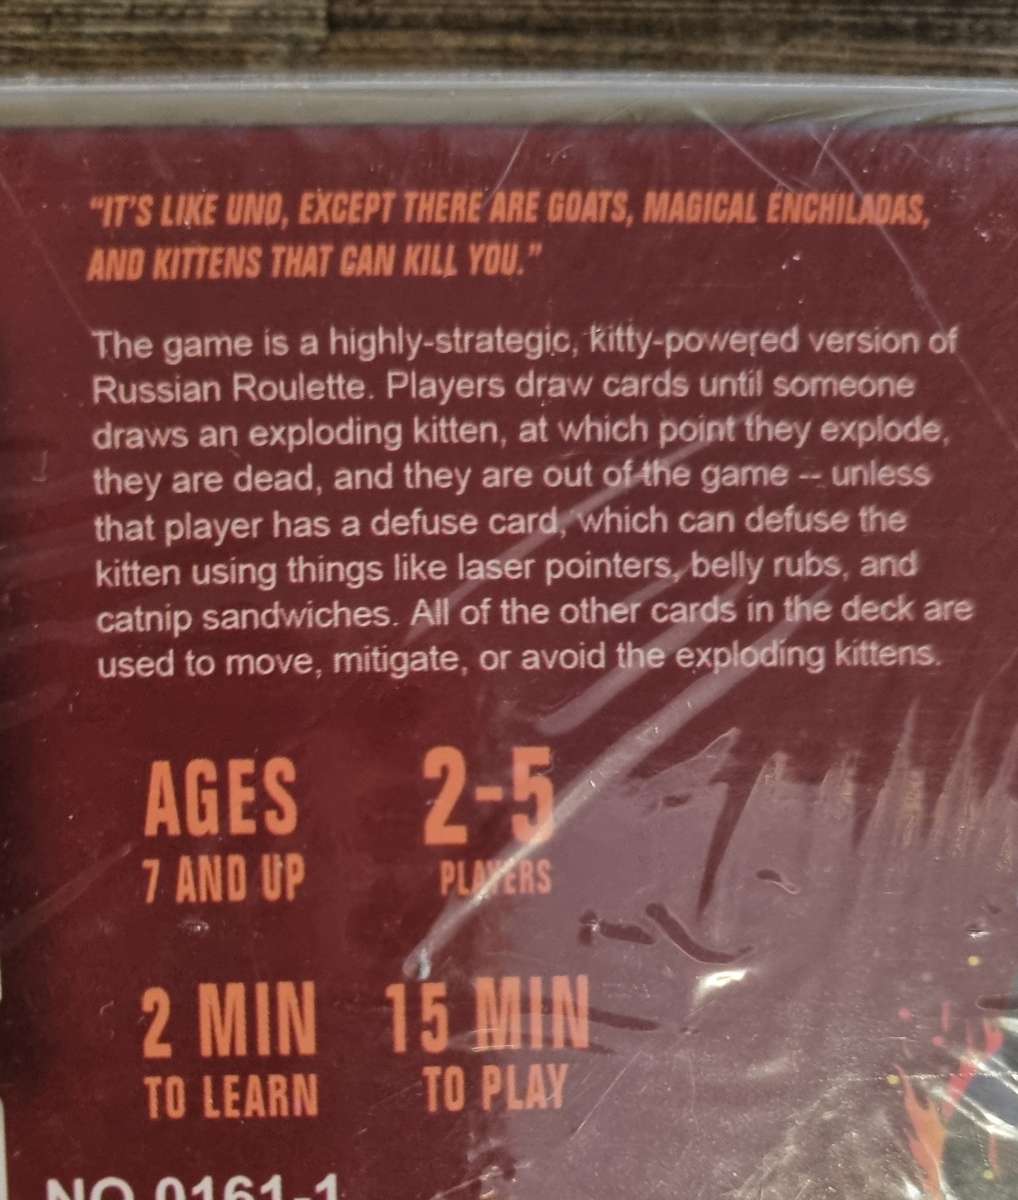 "IT'S LIKE UNO, EXCEPT THERE ARE GOATS, MAGICAL ENCHILADAS,
AND KITTENS THAT CAN KILL YOU."
The game is a highly-strategic, kitty-powered version of
Russian Roulette. Players draw cards until someone
draws an exploding kitten, at which point they explode,
they are dead, and they are out of the game -- unless
that player has a defuse card, which can defuse the
kitten using things like laser pointers, belly rubs, and
catnip sandwiches. All of the other cards in the deck are
used to move, mitigate, or avoid the exploding kittens.
AGES 2-5
7 AND UP PLAYERS
2 MIN 15 MIN
TO LEARN TO PLAY
NO 0161-1